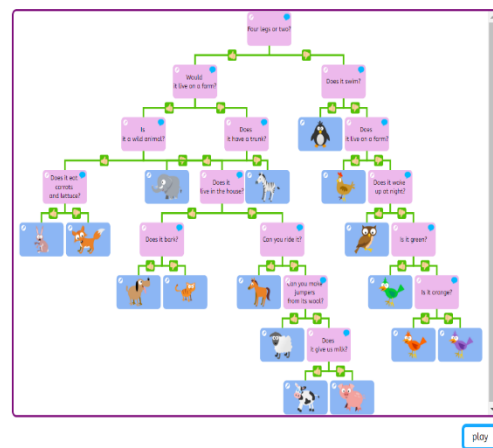 Four legs or two?
Would
it live on a farm?
Does it swim?
Is
it a wild animal?
Does
it have a trunk?
Does
it live on a farm?
Does it eat
carrots
and lettuce?
Does it
live in the house?
Does it wake
up at night?
Does it bark?
Can you ride it?
Is it green?
Can you make
jumpers
from its wool?
Is it orange?
Does
it give us milk?
play